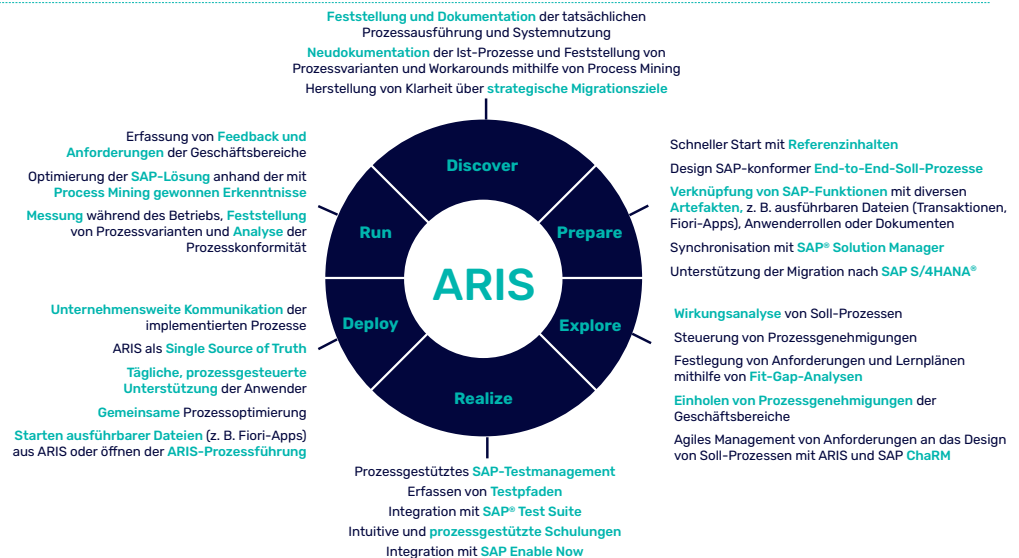 Feststellung und Dokumentation der tatsächlichen
Prozessausführung und Systemnutzung
Neudokumentation der Ist-Prozesse und Feststellung von
Prozessvarianten und Workarounds mithilfe von Process Mining
Herstellung von Klarheit über strategische Migrationsziele
Erfassung von Feedback und
Anforderungen der Geschäftsbereiche
Optimierung der SAP-Lösung anhand der mit
Process Mining gewonnen Erkenntnisse
Messung während des Betriebs, Feststellung
von Prozessvarianten und Analyse der
Prozesskonformität
Discover
Run
Prepare
ARIS
Deploy
Explore
Realize
Schneller Start mit Referenzinhalten
Design SAP-konformer End-to-End-Soll-Prozesse
Verknüpfung von SAP-Funktionen mit diversen
Artefakten, z. B. ausführbaren Dateien (Transaktionen,
Fiori-Apps), Anwenderrollen oder Dokumenten
Synchronisation mit SAP® Solution Manager
Unterstützung der Migration nach SAP S/4HANA®
Unternehmensweite Kommunikation der
implementierten Prozesse
ARIS als Single Source of Truth
Tägliche, prozessgesteuerte
Unterstützung der Anwender
Gemeinsame Prozessoptimierung
Starten ausführbarer Dateien (z. B. Fiori-Apps)
aus ARIS oder öffnen der ARIS-Prozessführung
Wirkungsanalyse von Soll-Prozessen
Steuerung von Prozessgenehmigungen
Festlegung von Anforderungen und Lernplänen
mithilfe von Fit-Gap-Analysen
Einholen von Prozessgenehmigungen der
Geschäftsbereiche
Agiles Management von Anforderungen an das Design
von Soll-Prozessen mit ARIS und SAP ChaRM
Prozessgestütztes SAP-Testmanagement
Erfassen von Testpfaden
Integration mit SAP® Test Suite
Intuitive und prozessgestützte Schulungen
Integration mit SAP Enable Now